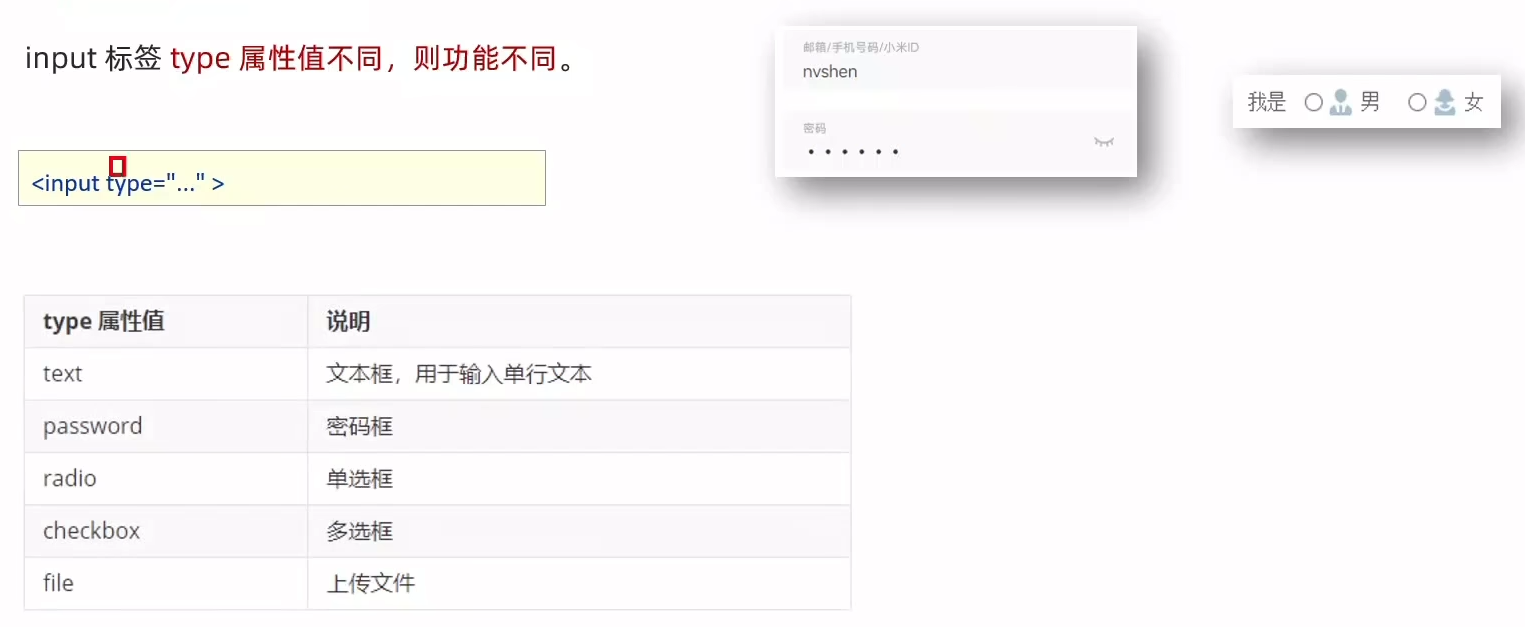 input 标签 type 属性值不同，则功能不同。
<input type="..." >
邮箱/手机号码/小米ID
nvshen
密码
••••••
我是 男 女
type 属性值 说明
text 文本框，用于输入单行文本
password 密码框
radio 单选框
checkbox 多选框
file 上传文件